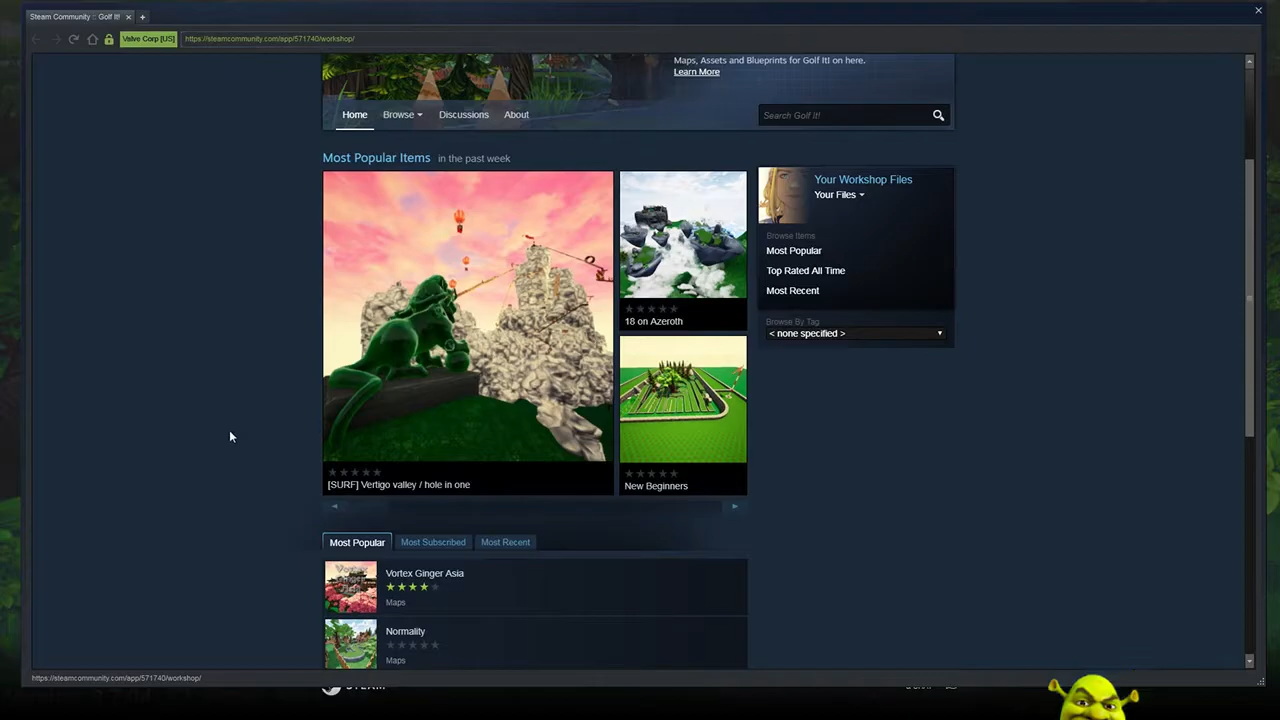 Steam Community :: Golf It!
Valve Corp [US]
https://steamcommunity.com/app/571740/workshop/
Maps, Assets and Blueprints for Golf It! on here.
Learn More
Home
Browse
Discussions
About
Search Golf It!
Most Popular Items in the past week
[SURF] Vertigo valley / hole in one
18 on Azeroth
New Beginners
Your Workshop Files
Your Files
Browse Items
Most Popular
Top Rated All Time
Most Recent
Browse By Tag
< none specified >
Most Popular
Most Subscribed
Most Recent
Vortex Ginger Asia
Maps
Normality
Maps
https://steamcommunity.com/app/571740/workshop/
STEAM